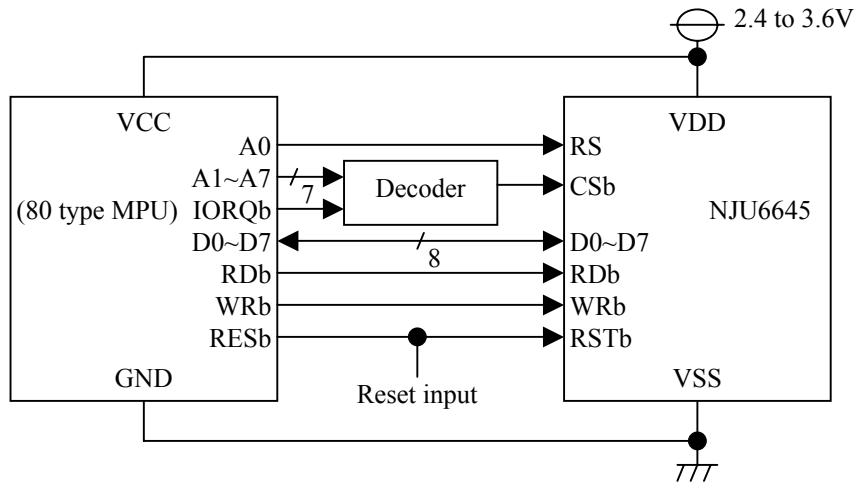 2.4 to 3.6V
VCC
VDD
A0
RS
A1~A7
7
Decoder
CSb
(80 type MPU)
IORQb
NJU6645
D0~D7
8
D0~D7
RDb
RDb
WRb
WRb
RESb
RSTb
GND
Reset input
VSS